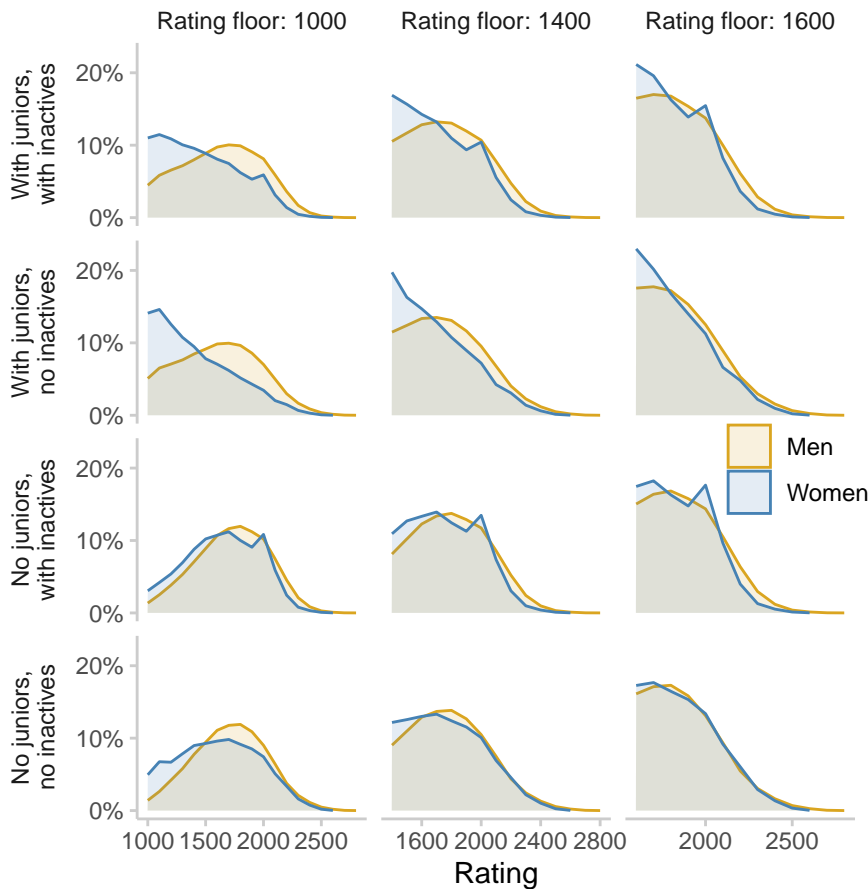 Rating floor: 1000
Rating floor: 1400
Rating floor: 1600
With juniors,
with inactives
20%
10%
0%
With juniors,
no inactives
20%
10%
0%
Men
Women
No juniors,
with inactives
20%
10%
0%
No juniors,
no inactives
20%
10%
0%
1000 1500 2000 2500
1600 2000 2400 2800
2000 2500
Rating